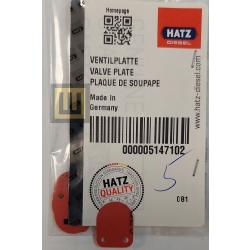 Homepage
HATZ
DIESEL
VENTILPLATTE
VALVE PLATE
PLAQUE DE SOUPAPE
Made in
Germany
www.hatz-diesel.com
000005147102
5
HATZ
QUALITY
081